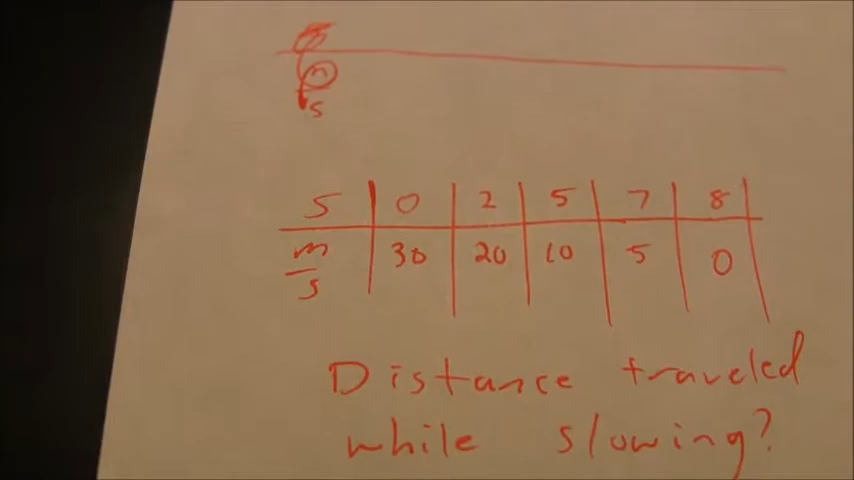 m
s
S 0 2 5 7 8
m/s 30 20 10 5 0
Distance traveled
while slowing?